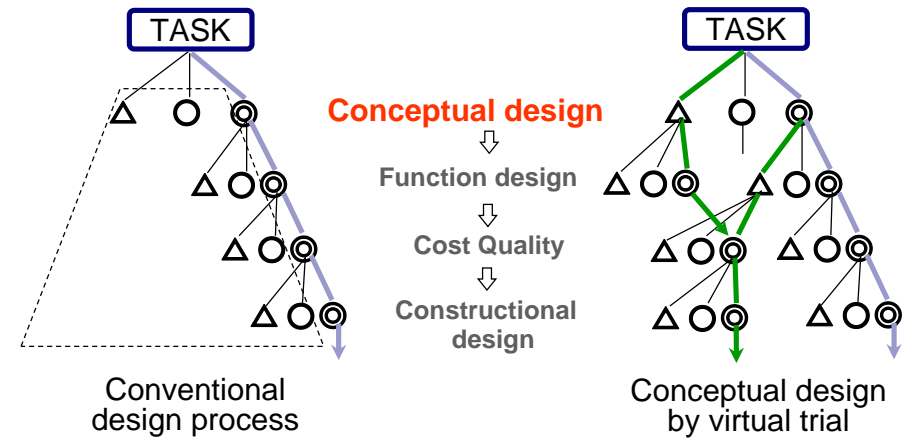 TASK
TASK
Conceptual design
Function design
Cost Quality
Constructional
design
Conventional
design process
Conceptual design
by virtual trial